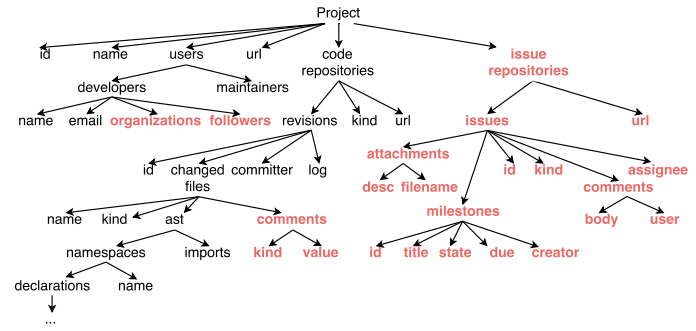 Project
id name users url code repositories issue repositories
developers maintainers
name email organizations followers revisions kind url issues url
id changed files committer log attachments id kind assignee
desc filename comments
name kind ast comments milestones body user
namespaces imports kind value id title state due creator
declarations name
...